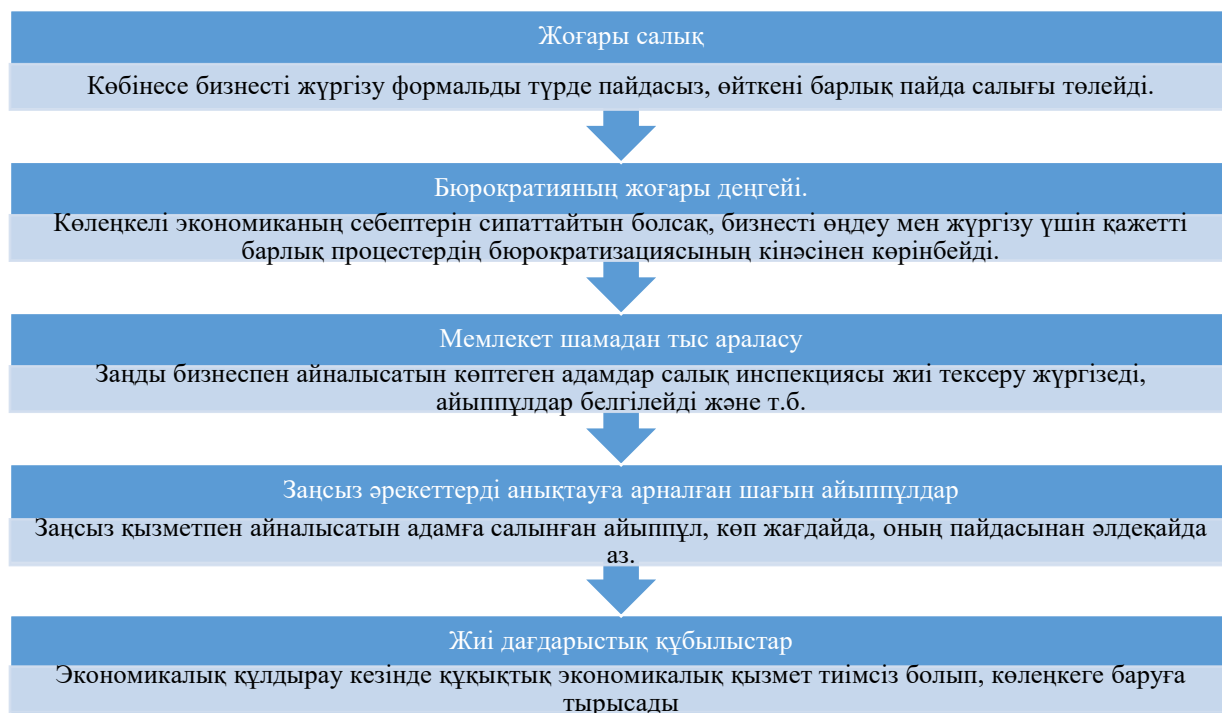 Жоғары салық
Көбінесе бизнесті жүргізу формальды түрде пайдасыз, өйткені барлық пайда салығы төлейді.
Бюрократияның жоғары деңгейі.
Көлеңкелі экономиканың себептерін сипаттайтын болсақ, бизнесті өңдеу мен жүргізу үшін қажетті
барлық процестердің бюрократизациясының кінәсінен көрінбейді.
Мемлекет шамадан тыс араласу
Заңды бизнеспен айналысатын көптеген адамдар салық инспекциясы жиі тексеру жүргізеді,
айыппұлдар белгілейді және т.б.
Заңсыз әрекеттерді анықтауға арналған шағын айыппұлдар
Заңсыз қызметпен айналысатын адамға салынған айыппұл, көп жағдайда, оның пайдасынан әлдеқайда
аз.
Жиі дағдарыстық құбылыстар
Экономикалық құлдырау кезінде құқықтық экономикалық қызмет тиімсіз болып, көлеңкеге баруға
тырысады